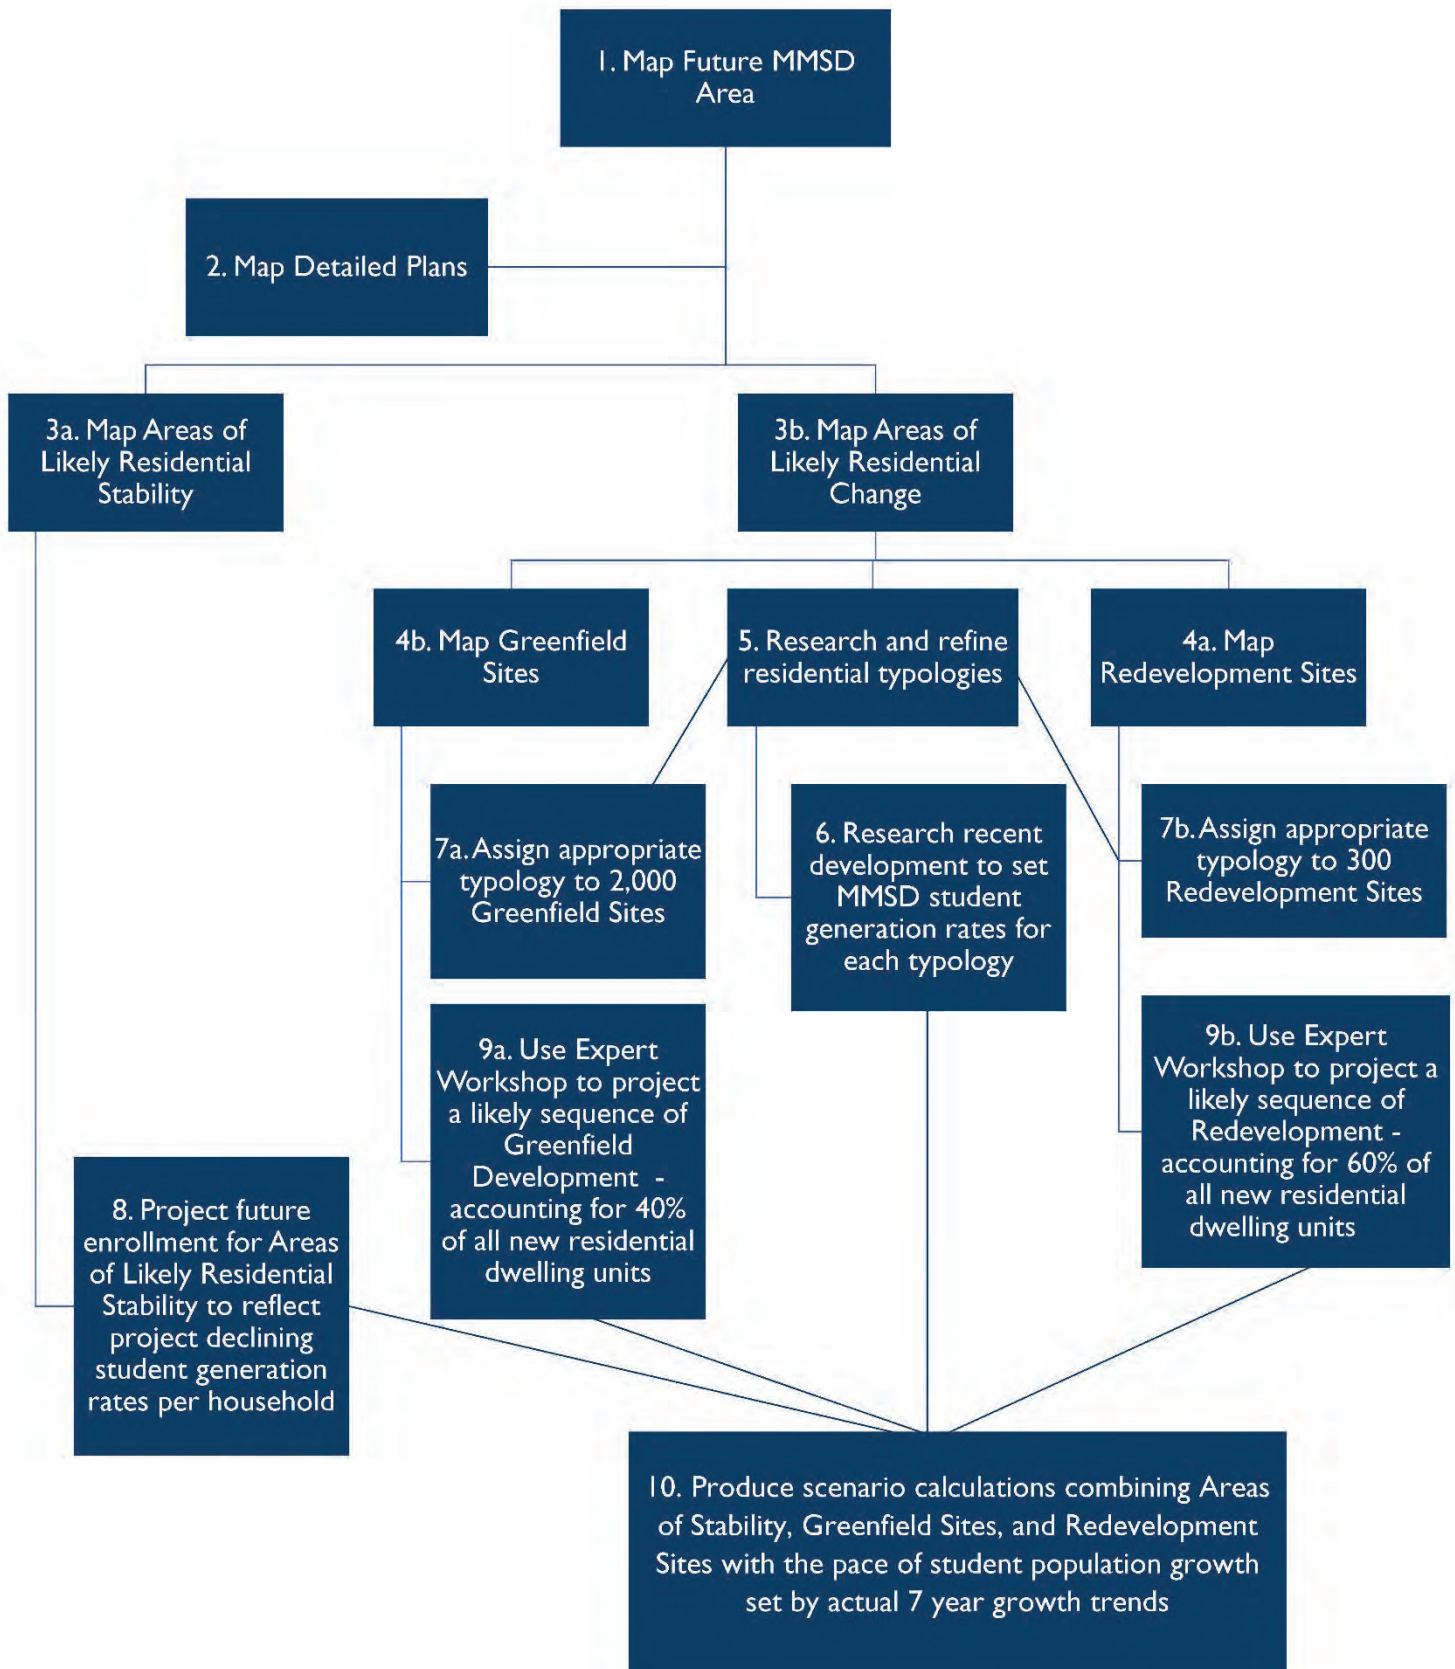 1. Map Future MMSD
Area
2. Map Detailed Plans
3a. Map Areas of
Likely Residential
Stability
3b. Map Areas of
Likely Residential
Change
4b. Map Greenfield
Sites
5. Research and refine
residential typologies
4a. Map
Redevelopment Sites
7a. Assign appropriate
typology to 2,000
Greenfield Sites
6. Research recent
development to set
MMSD student
generation rates for
each typology
7b. Assign appropriate
typology to 300
Redevelopment Sites
9a. Use Expert
Workshop to project
a likely sequence of
Greenfield
Development -
accounting for 40%
of all new residential
dwelling units
9b. Use Expert
Workshop to project a
likely sequence of
Redevelopment -
accounting for 60% of
all new residential
dwelling units
8. Project future
enrollment for Areas
of Likely Residential
Stability to reflect
project declining
student generation
rates per household
10. Produce scenario calculations combining Areas
of Stability, Greenfield Sites, and Redevelopment
Sites with the pace of student population growth
set by actual 7 year growth trends